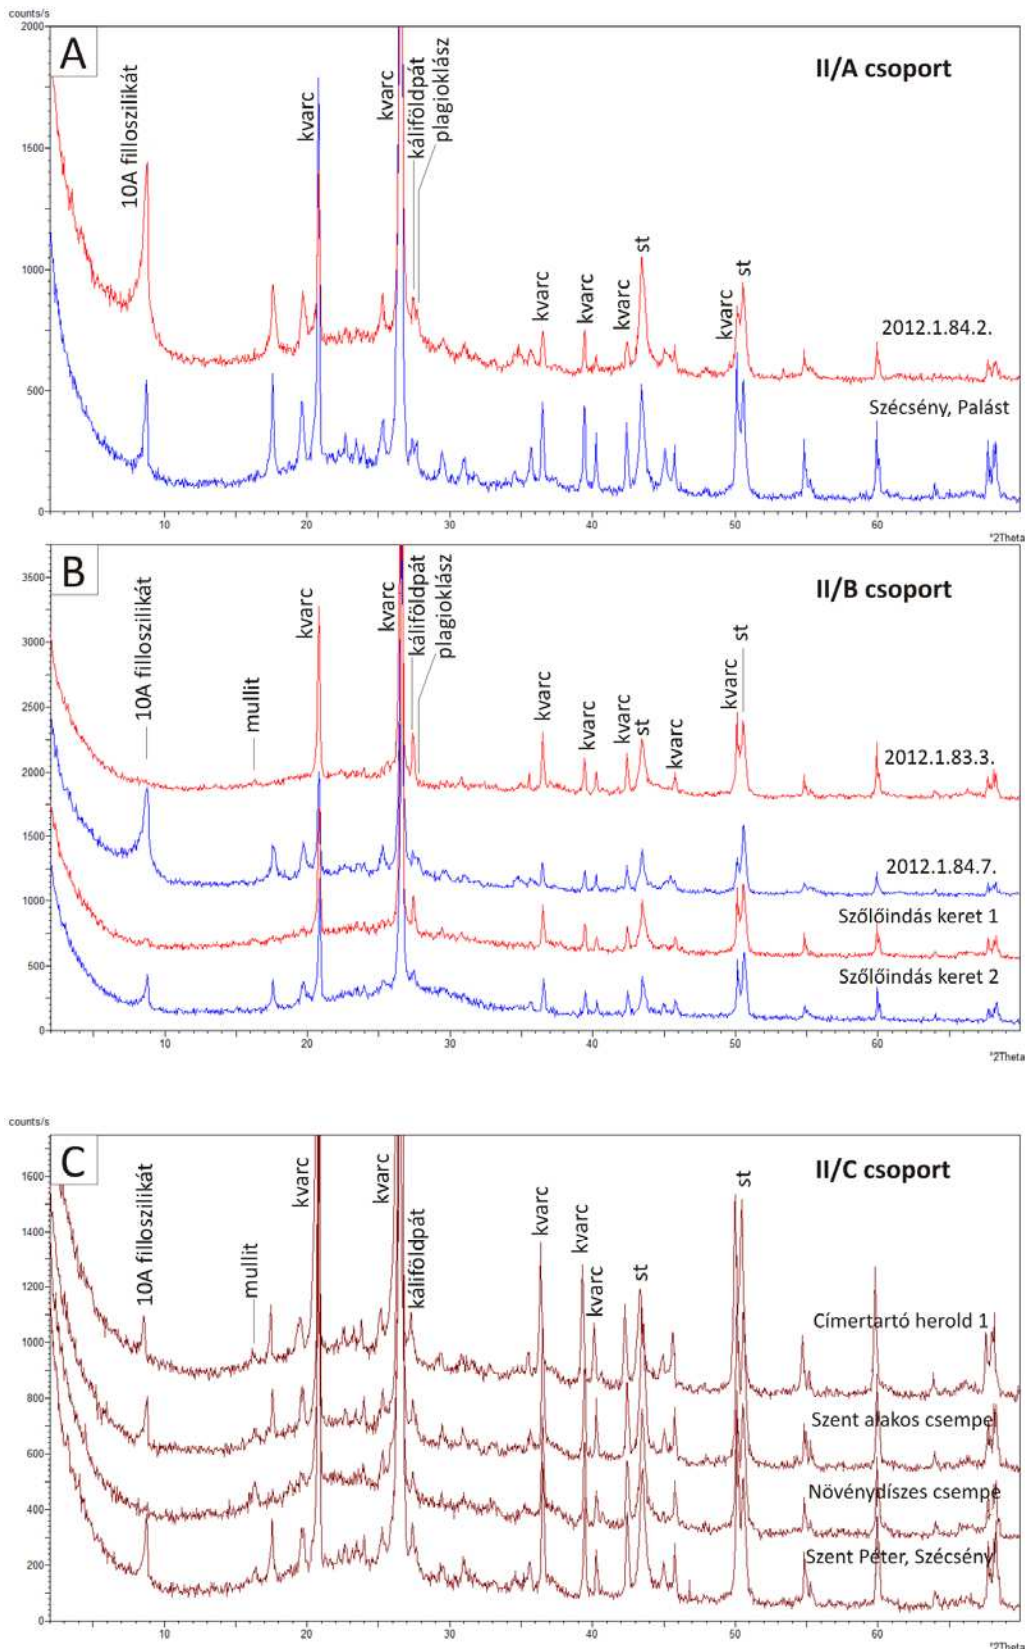 counts/s
A
II/A csoport
2000
1500
1000
500
0
10A filloszilikát
kvarc
kvarc
káliföldpát
plagioklász
kvarc
kvarc
kvarc
st
kvarc
st
2012.1.84.2.
Szécsény, Palást
10 20 30 40 50 60
°2Theta
B
II/B csoport
3500
3000
2500
2000
1500
1000
500
0
10A filloszilikát
mullit
kvarc
kvarc
káliföldpát
plagioklász
kvarc
kvarc
kvarc
st
kvarc
kvarc
st
2012.1.83.3.
2012.1.84.7.
Szőlőindás keret 1
Szőlőindás keret 2
10 20 30 40 50 60
°2Theta
counts/s
C
II/C csoport
1600
1400
1200
1000
800
600
400
200
0
10A filloszilikát
mullit
kvarc
kvarc
káliföldpát
kvarc
kvarc
kvarc
st
st
Címertartó herold 1
Szent alakos csempe
Növénydíszes csempe
Szent Péter, Szécsény
10 20 30 40 50 60
°2Theta